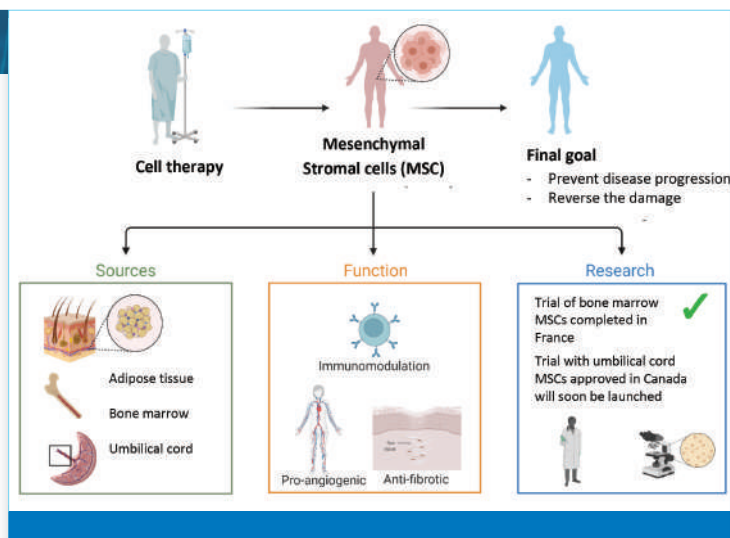 Cell therapy
Mesenchymal
Stromal cells (MSC)
Final goal
- Prevent disease progression
- Reverse the damage
-
Sources
Adipose tissue
Bone marrow
Umbilical cord
Function
Immunomodulation
Pro-angiogenic
Anti-fibrotic
Research
Trial of bone marrow
MSCs completed in
France
Trial with umbilical cord
MSCs approved in Canada
will soon be launched